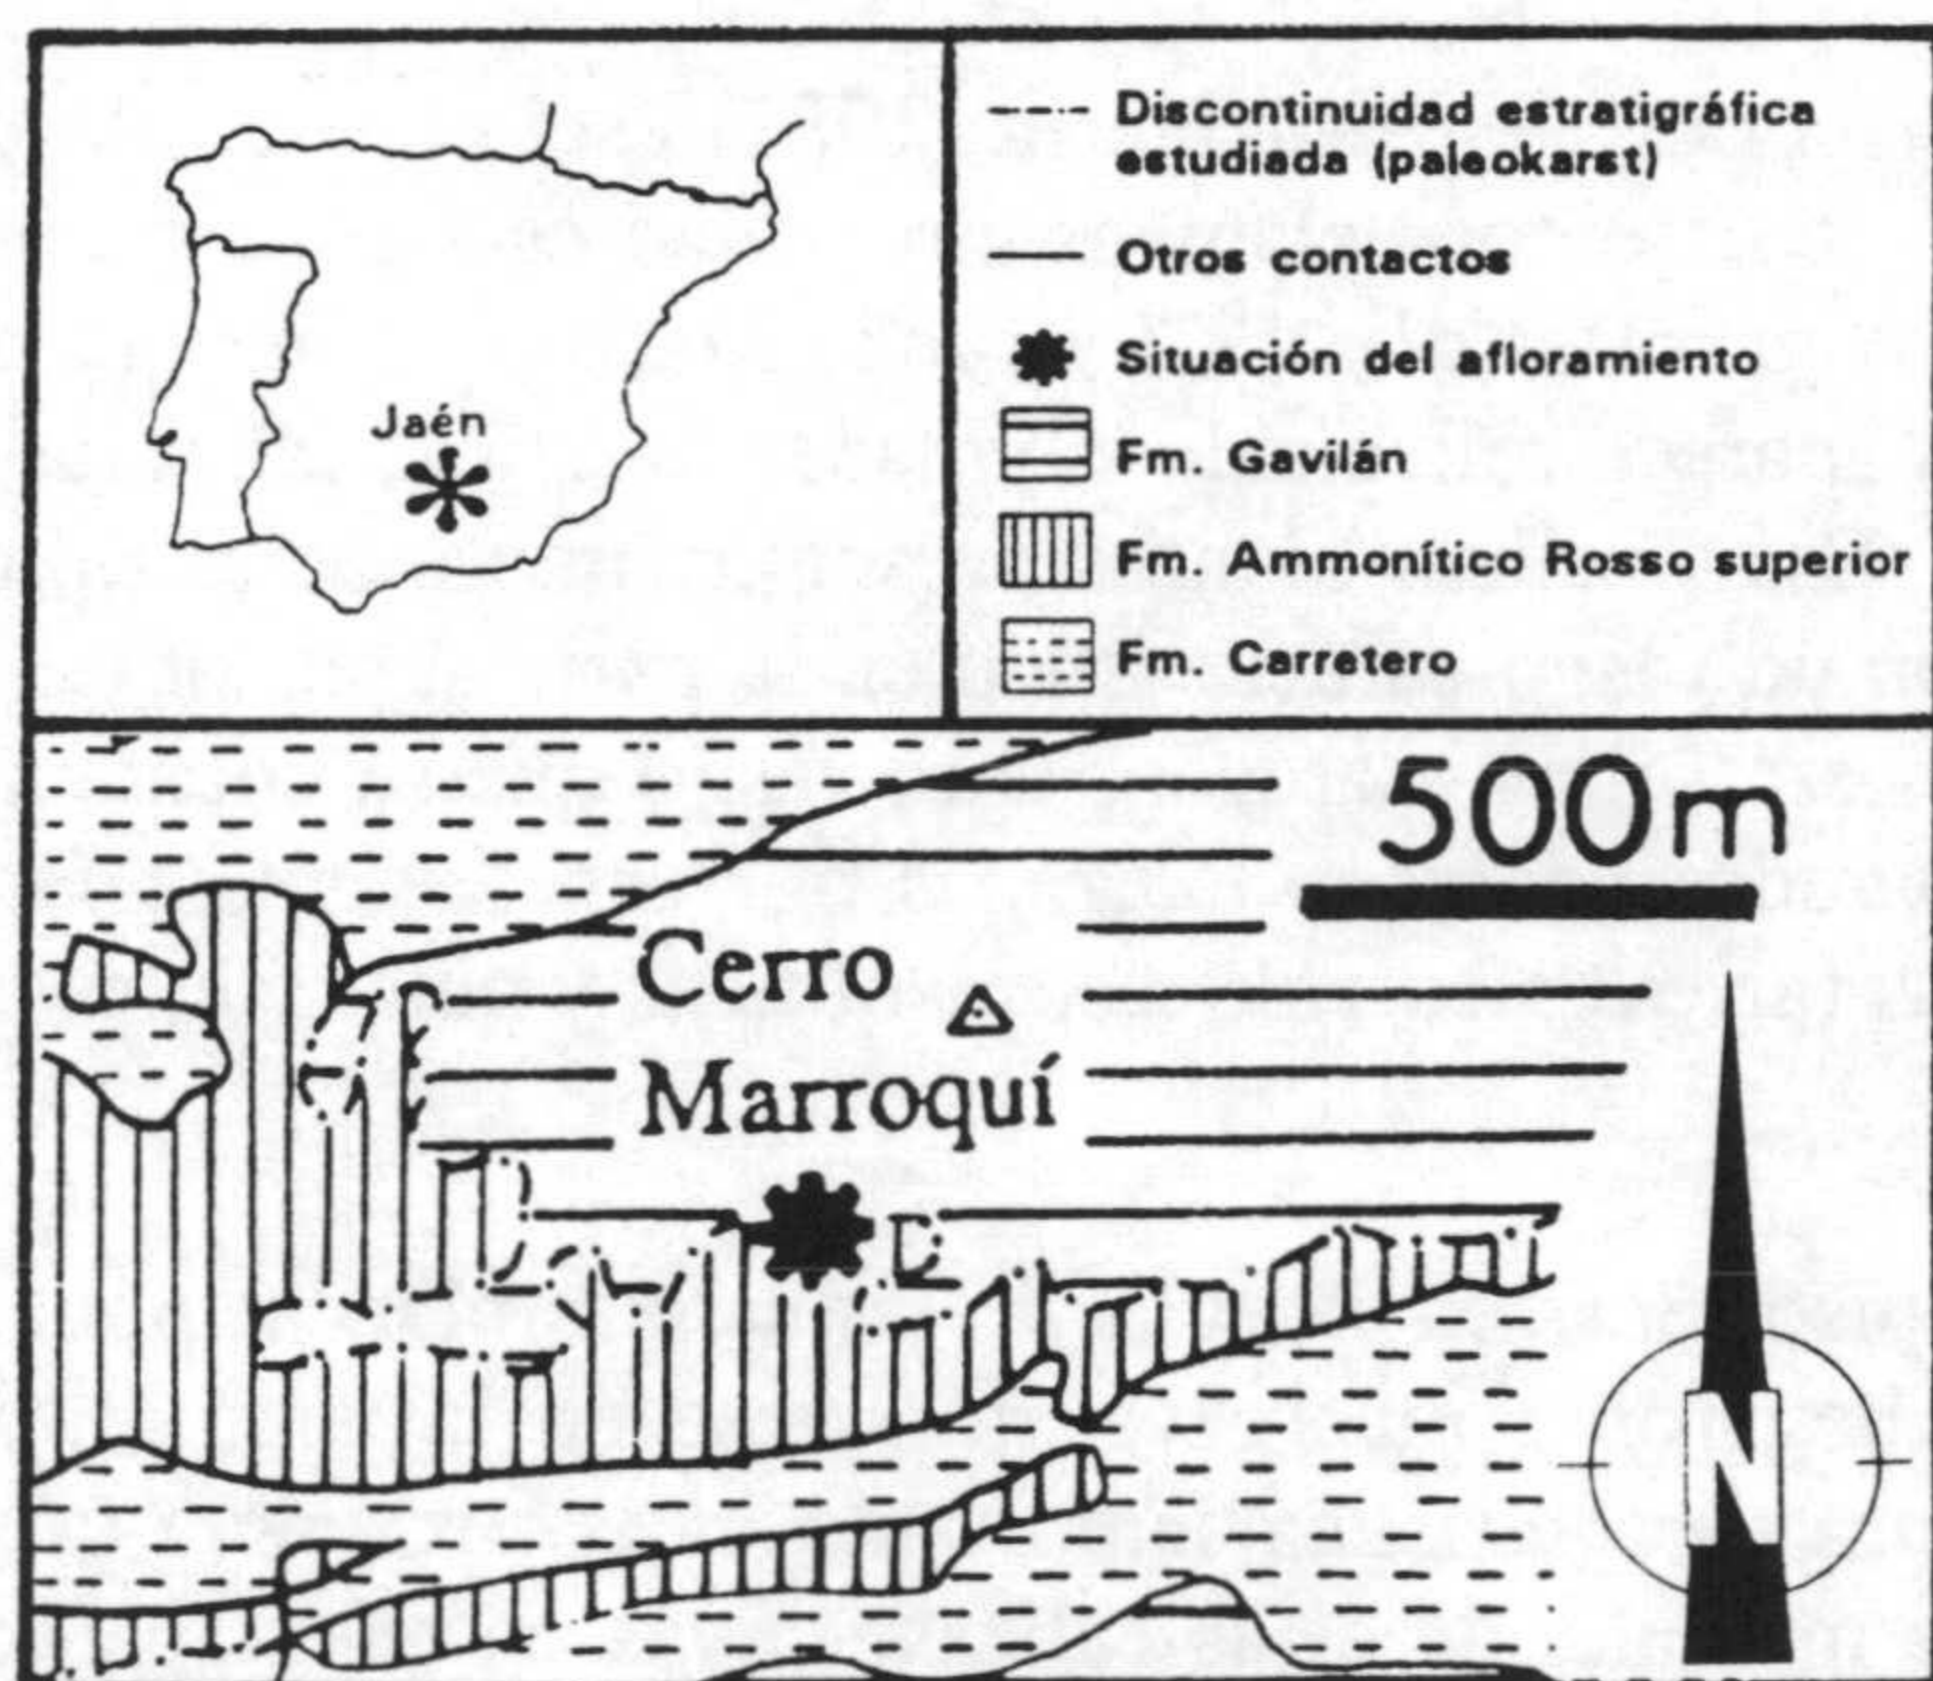 Jaén
Discontinuidad estratigráfica
estudiada (paleokarst)
Otros contactos
Situación del afloramiento
Fm. Gavilán
Fm. Ammonítico Rosso superior
Fm. Carretero
500m
Cerro
Marroquí
N